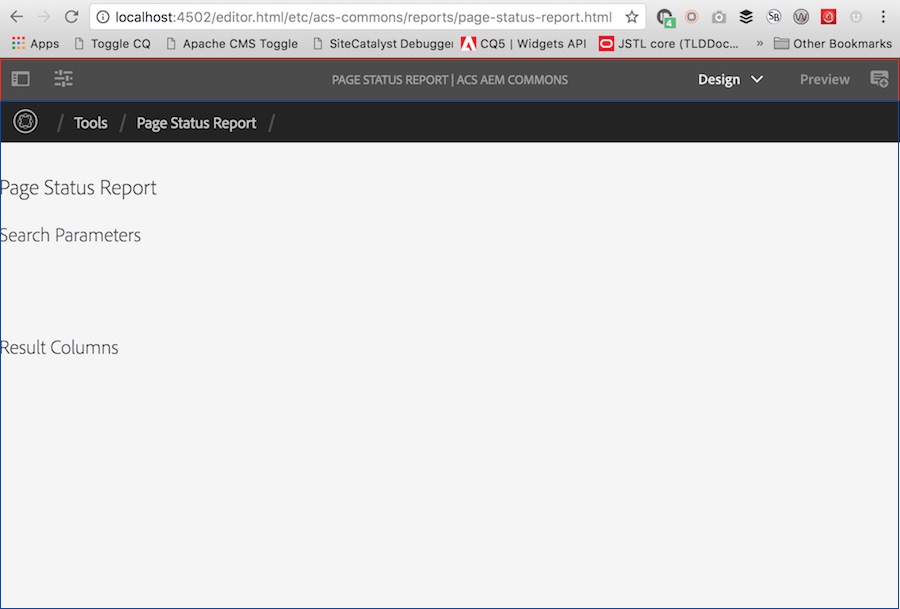 localhost:4502/editor.html/etc/acs-commons/reports/page-status-report.html
4
SB
W
U
Apps Toggle CQ Apache CMS Toggle SiteCatalyst Debugger CQ5 | Widgets API JSTL core (TLDDoc... » Other Bookmarks
PAGE STATUS REPORT | ACS AEM COMMONS Design Preview
/ Tools / Page Status Report /
Page Status Report
Search Parameters
Result Columns